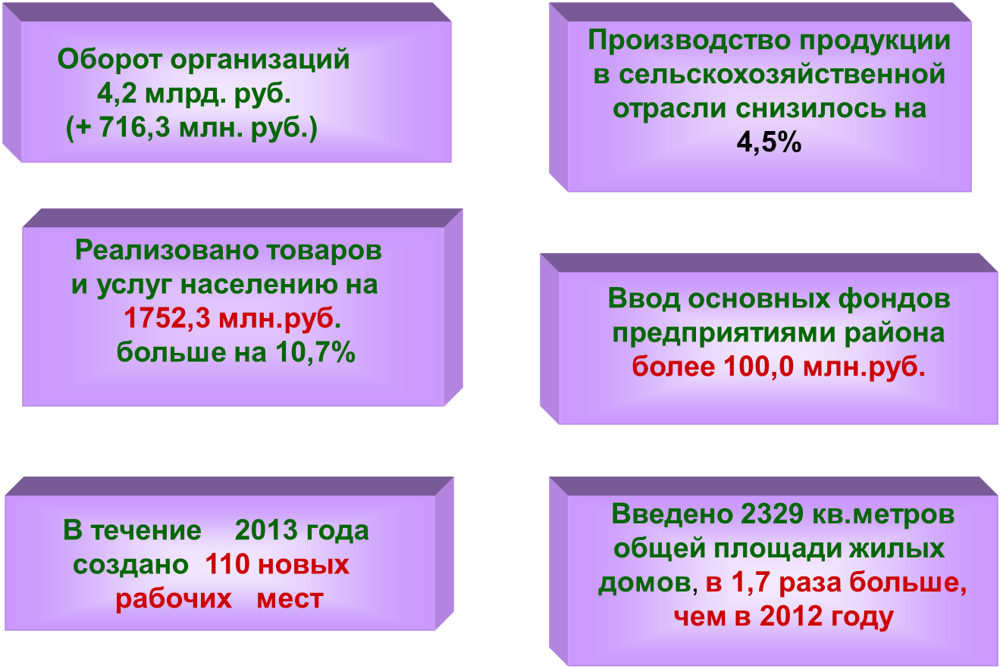 Оборот организаций
4,2 млрд. руб.
(+ 716,3 млн. руб.)
Производство продукции
в сельскохозяйственной
отрасли снизилось на
4,5%
Реализовано товаров
и услуг населению на
1752,3 млн.руб.
больше на 10,7%
Ввод основных фондов
предприятиями района
более 100,0 млн.руб.
В течение 2013 года
создано 110 новых
рабочих мест
Введено 2329 кв.метров
общей площади жилых
домов, в 1,7 раза больше,
чем в 2012 году